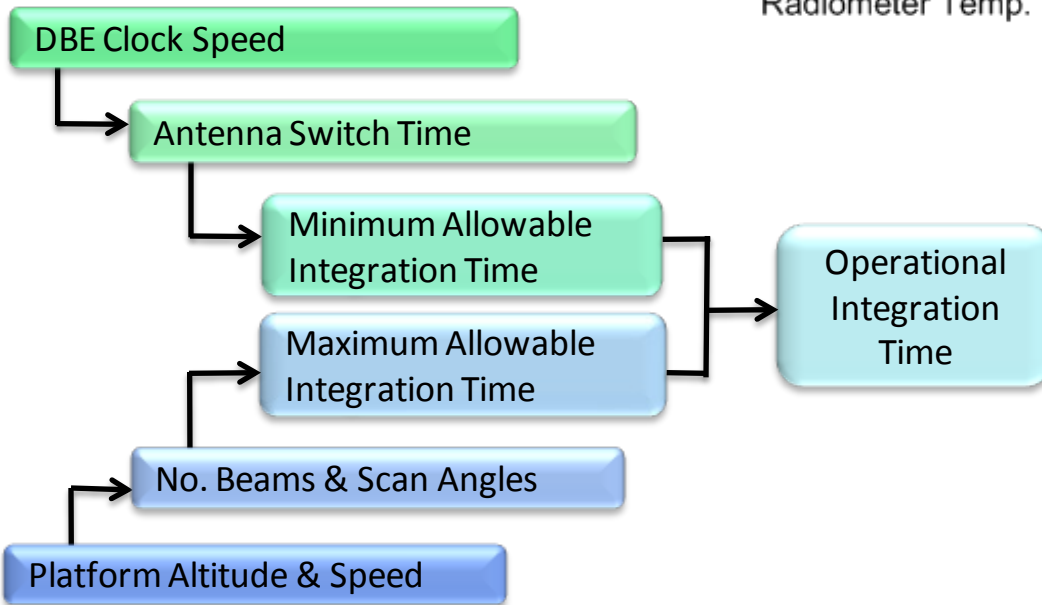 Radiometer Temp.
DBE Clock Speed
Antenna Switch Time
Minimum Allowable
Integration Time
Operational
Integration
Time
Maximum Allowable
Integration Time
No. Beams & Scan Angles
Platform Altitude & Speed